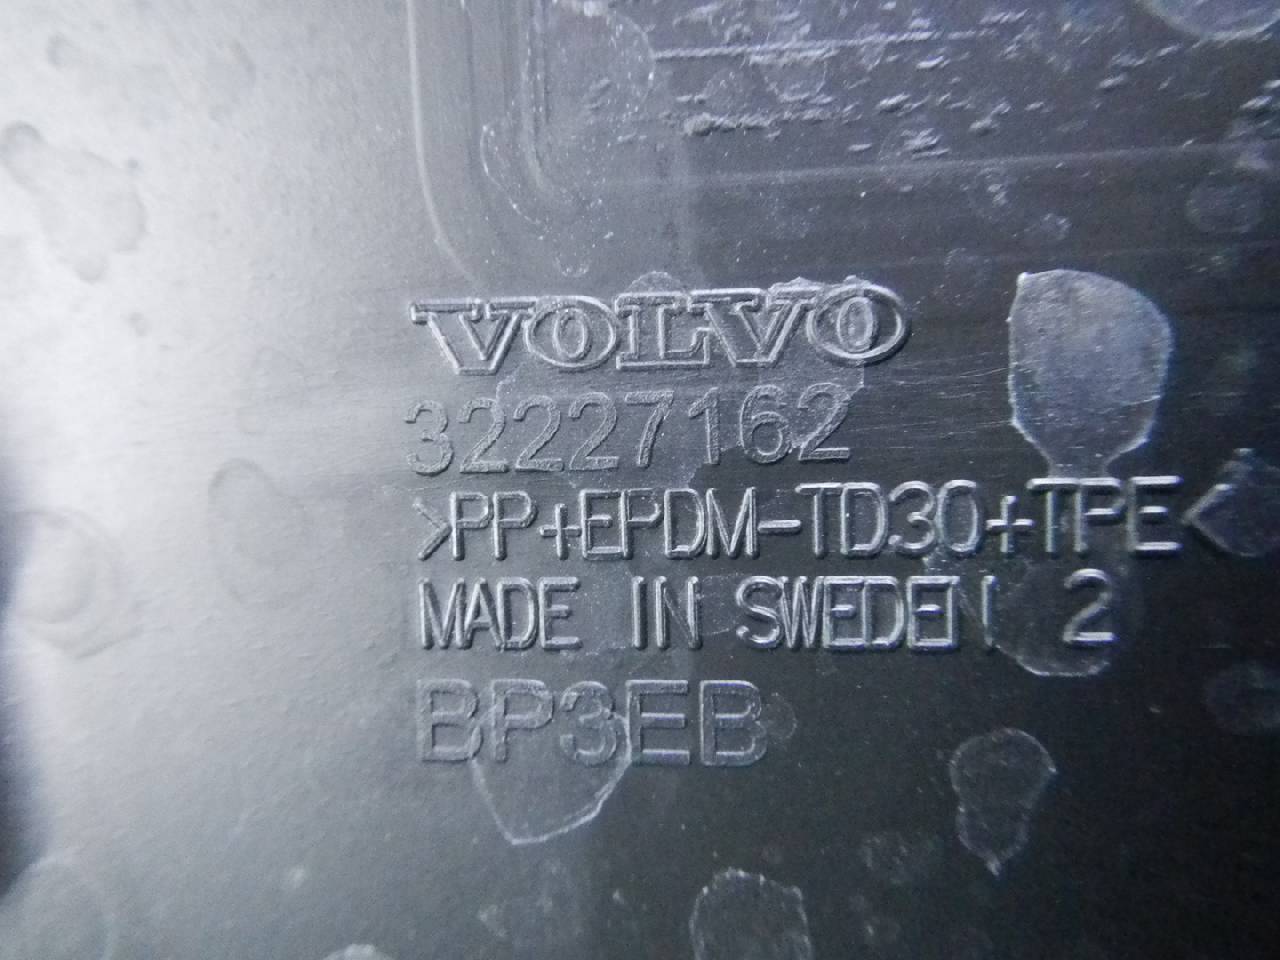 VOLVO
32227162
>PP+EPDM-TD30+TPE<
MADE IN SWEDEN 2
BP3EB